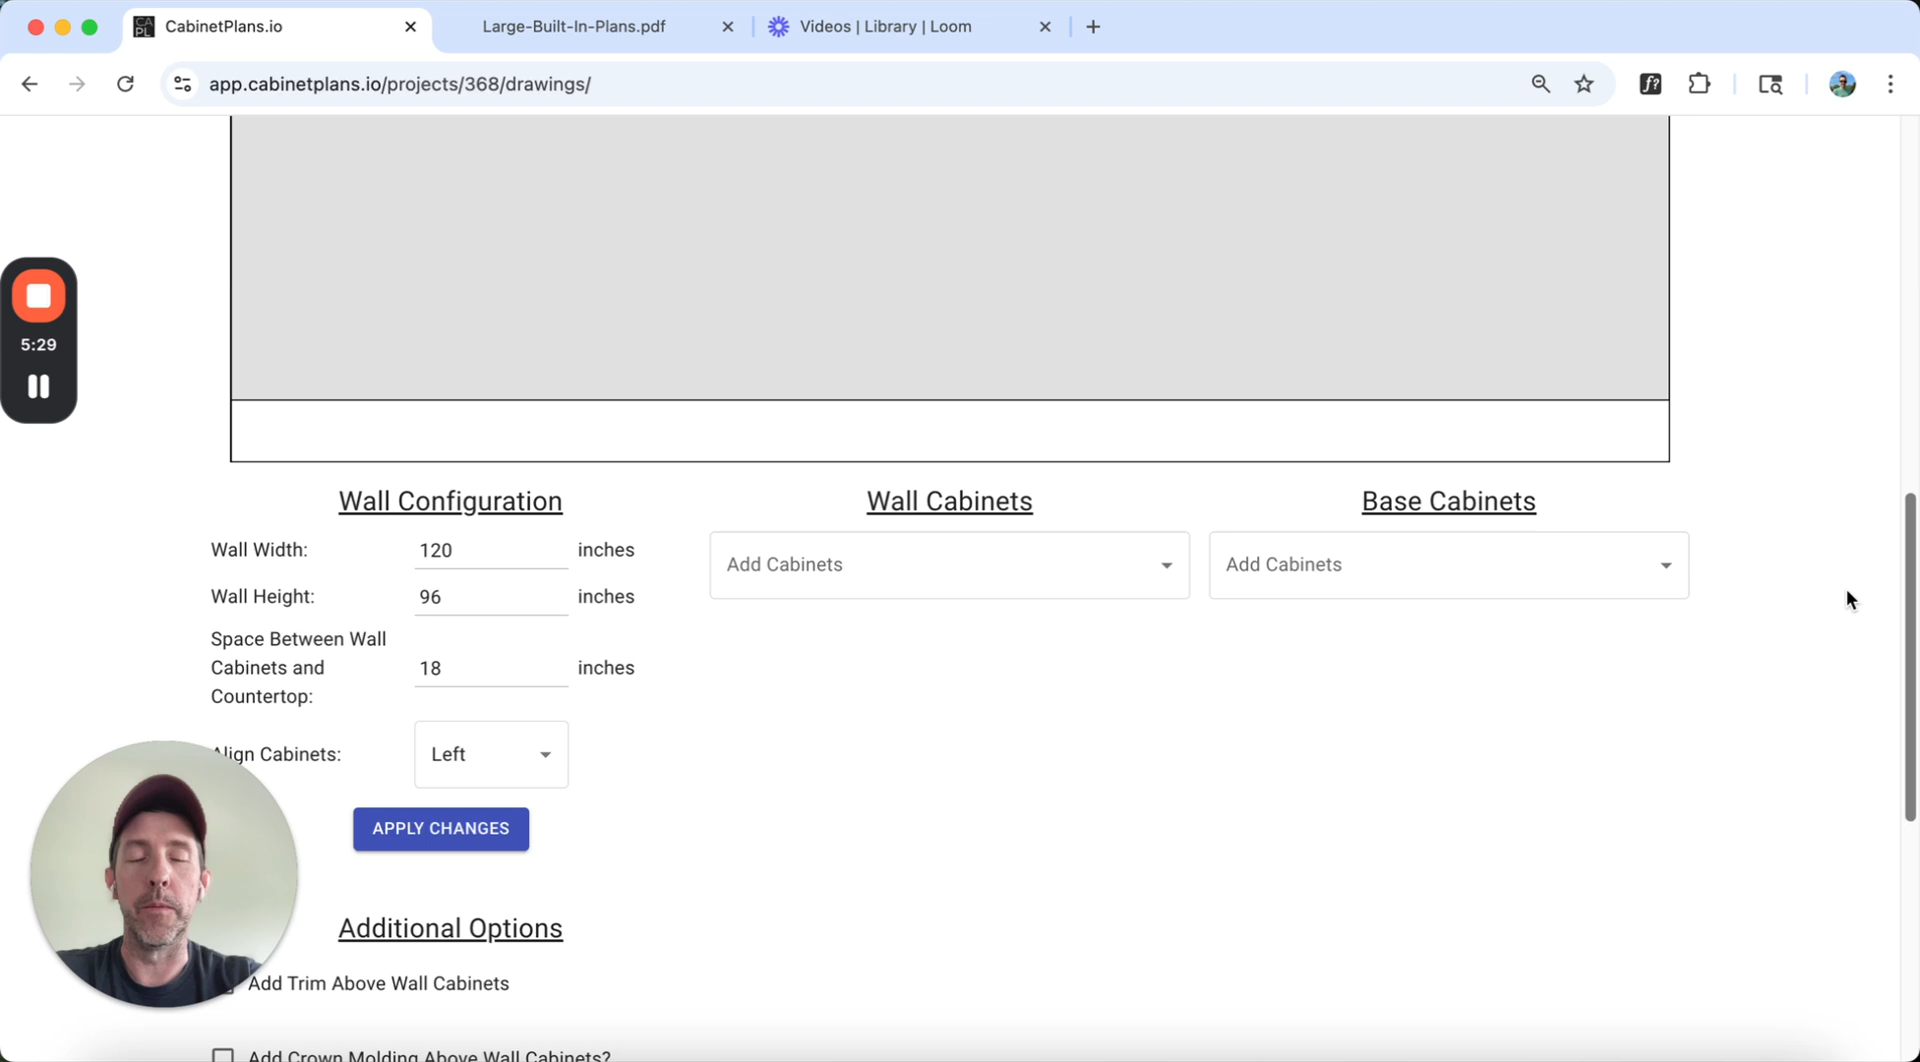 CabinetPlans.io
Large-Built-In-Plans.pdf
Videos | Library | Loom
app.cabinetplans.io/projects/368/drawings/
5:29
Wall Configuration
Wall Cabinets
Base Cabinets
Wall Width: 120 inches
Add Cabinets
Add Cabinets
Wall Height: 96 inches
Space Between Wall
Cabinets and
Countertop:
18 inches
Align Cabinets: Left
APPLY CHANGES
Additional Options
Add Trim Above Wall Cabinets
Add Crown Molding Above Wall Cabinets?